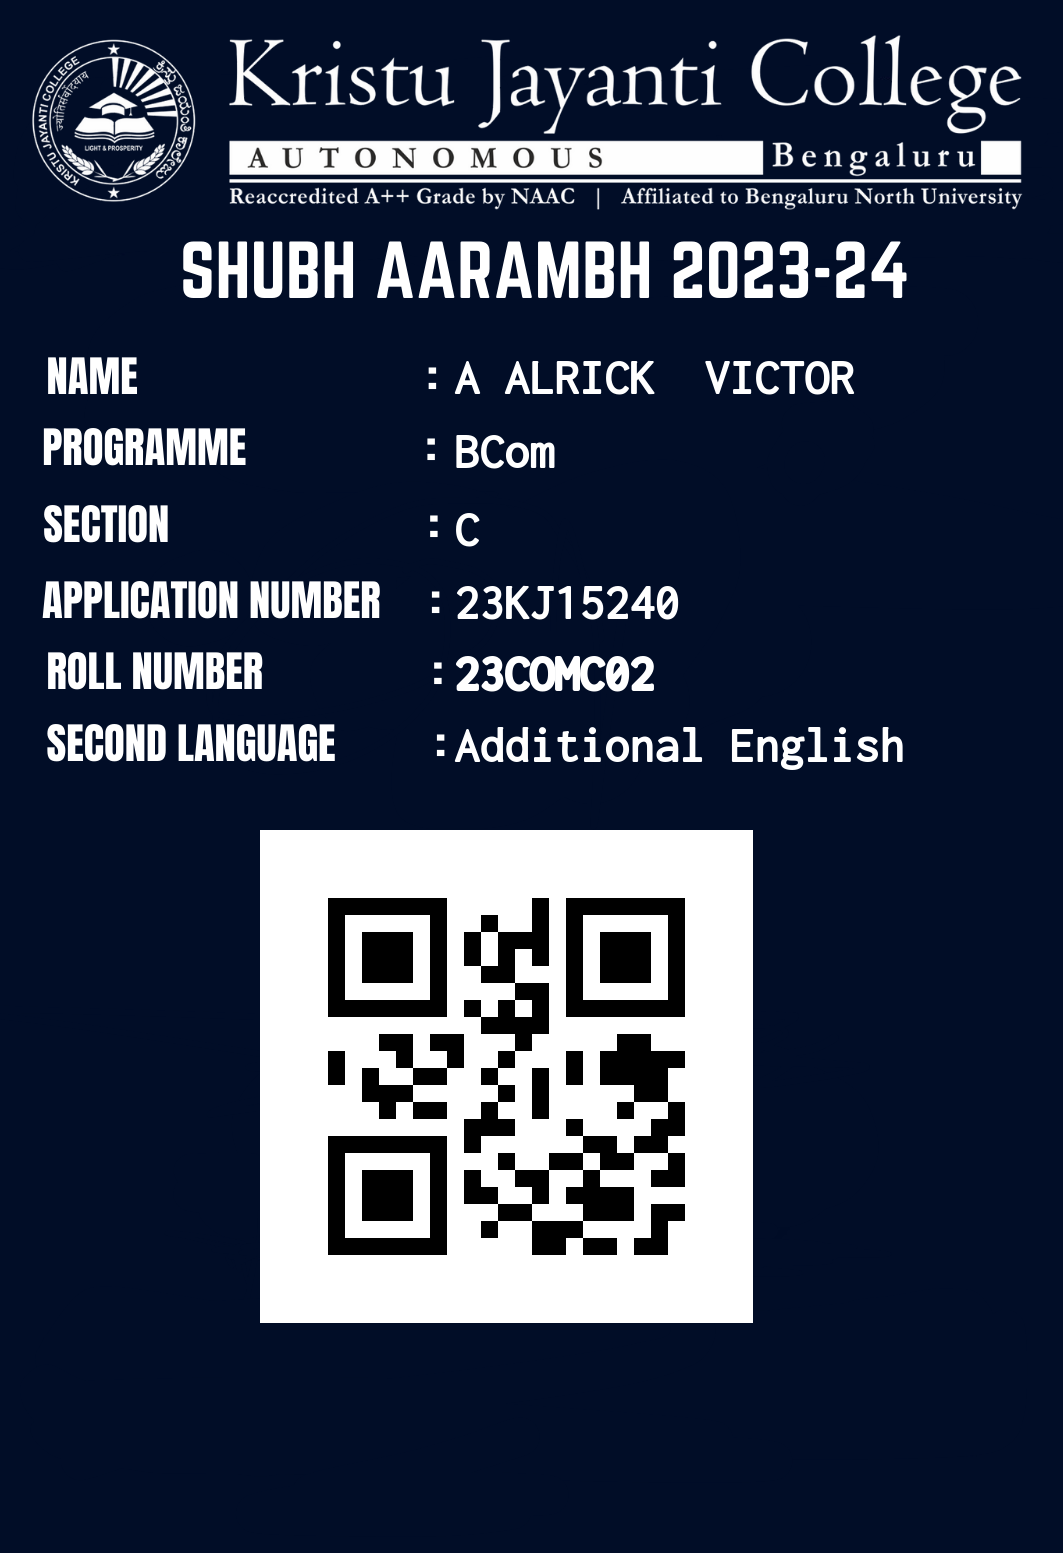 Kristu Jayanti College
AUTONOMOUS Bengaluru
Reaccredited A++ Grade by NAAC | Affiliated to Bengaluru North University
KRISTU JAYANTI COLLEGE
LIGHT & PROSPERITY
SHUBH AARAMBH 2023-24
NAME : A ALRICK VICTOR
PROGRAMME : BCom
SECTION : C
APPLICATION NUMBER : 23KJ15240
ROLL NUMBER : 23COMC02
SECOND LANGUAGE : Additional English